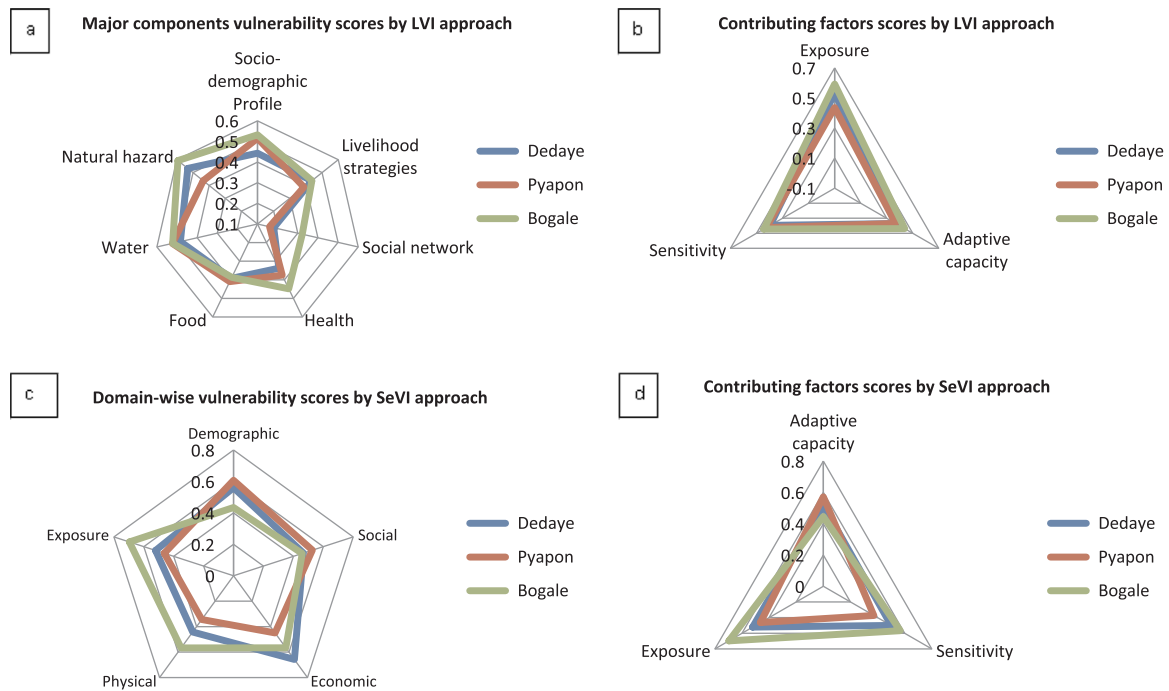 a
Major components vulnerability scores by LVI approach
Socio-
demographic
Profile
0.6
0.5
0.4
0.3
0.2
0.1
Livelihood
strategies
Social network
Health
Food
Water
Natural hazard
Dedaye
Pyapon
Bogale
b
Contributing factors scores by LVI approach
Exposure
0.7
0.5
0.3
0.1
-0.1
Adaptive
capacity
Sensitivity
Dedaye
Pyapon
Bogale
c
Domain-wise vulnerability scores by SeVI approach
Demographic
0.8
0.6
0.4
0.2
0
Social
Economic
Physical
Exposure
Dedaye
Pyapon
Bogale
d
Contributing factors scores by SeVI approach
Adaptive
capacity
0.8
0.6
0.4
0.2
0
Sensitivity
Exposure
Dedaye
Pyapon
Bogale